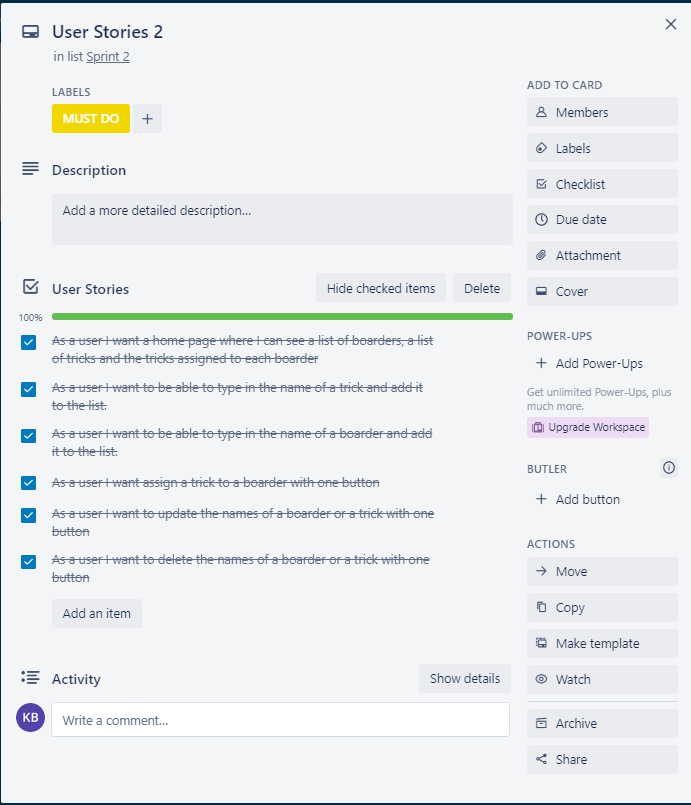 User Stories 2
in list Sprint 2
LABELS
MUST DO
Description
Add a more detailed description...
User Stories
Hide checked items
Delete
100%
As a user I want a home page where I can see a list of boarders, a list
of tricks and the tricks assigned to each boarder
As a user I want to be able to type in the name of a trick and add it
to the list.
As a user I want to be able to type in the name of a boarder and add
it to the list.
As a user I want assign a trick to a boarder with one button
As a user I want to update the names of a boarder or a trick with one
button
As a user I want to delete the names of a boarder or a trick with one
button
Add an item
Activity
Show details
KB
Write a comment...
ADD TO CARD
Members
Labels
Checklist
Due date
Attachment
Cover
POWER-UPS
Add Power-Ups
Get unlimited Power-Ups, plus
much more.
Upgrade Workspace
BUTLER
Add button
ACTIONS
Move
Copy
Make template
Watch
Archive
Share